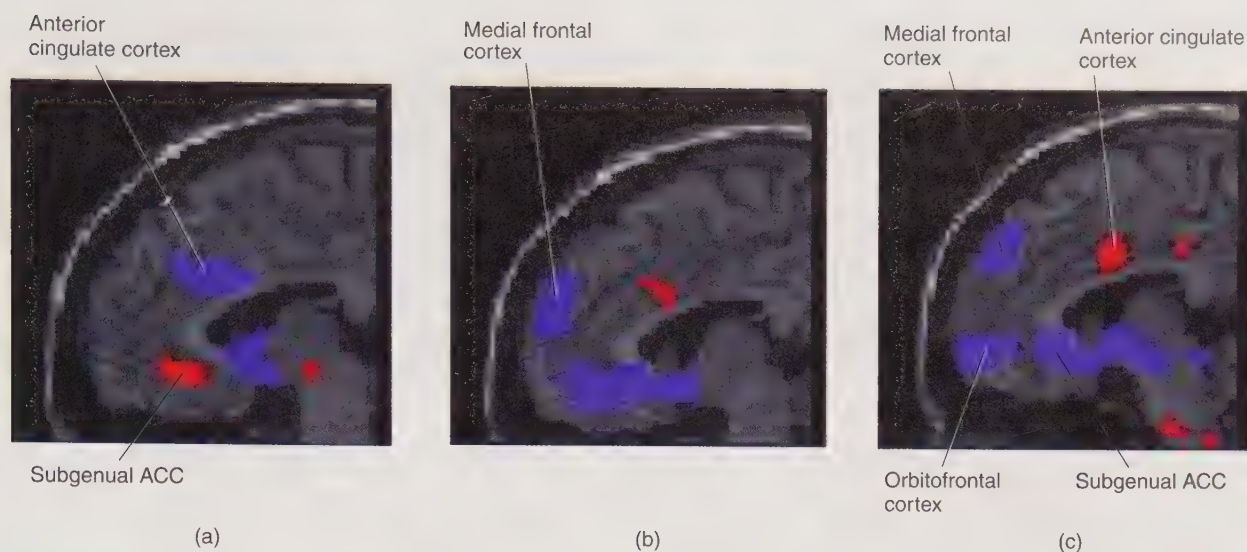 Anterior
cingulate cortex
Subgenual ACC
(a)
Medial frontal
cortex
(b)
Medial frontal
cortex
Anterior cingulate
cortex
Orbitofrontal
cortex
Subgenual ACC
(c)